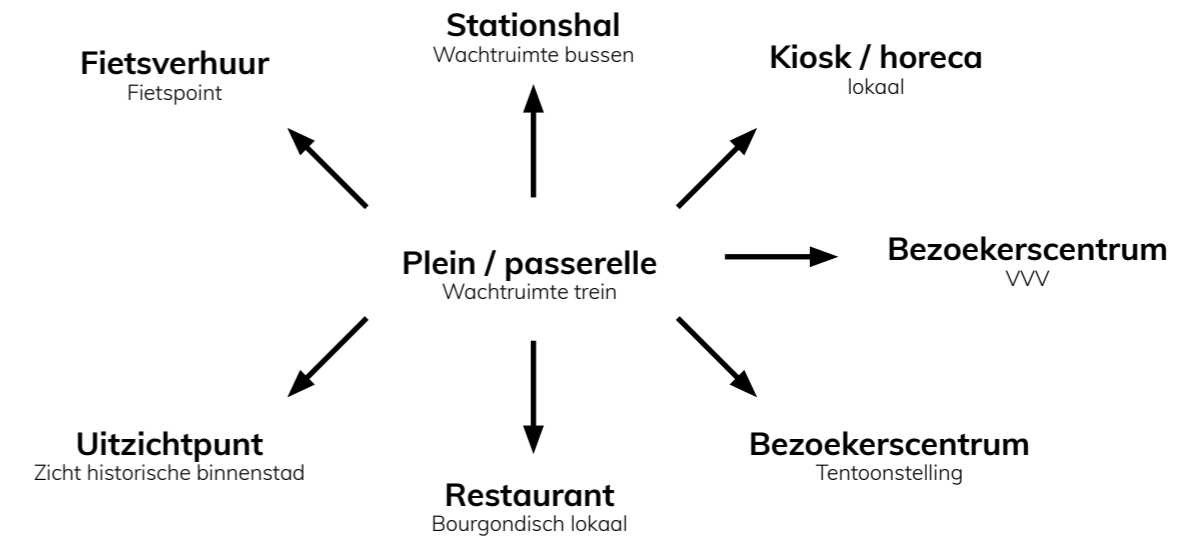 Stationshal
Wachtruimte bussen
Fietsverhuur
Fietspoint
Kiosk / horeca
lokaal
Plein / passerelle
Wachtruimte trein
Bezoekerscentrum
VVV
Uitzichtpunt
Zicht historische binnenstad
Restaurant
Bourgondisch lokaal
Bezoekerscentrum
Tentoonstelling